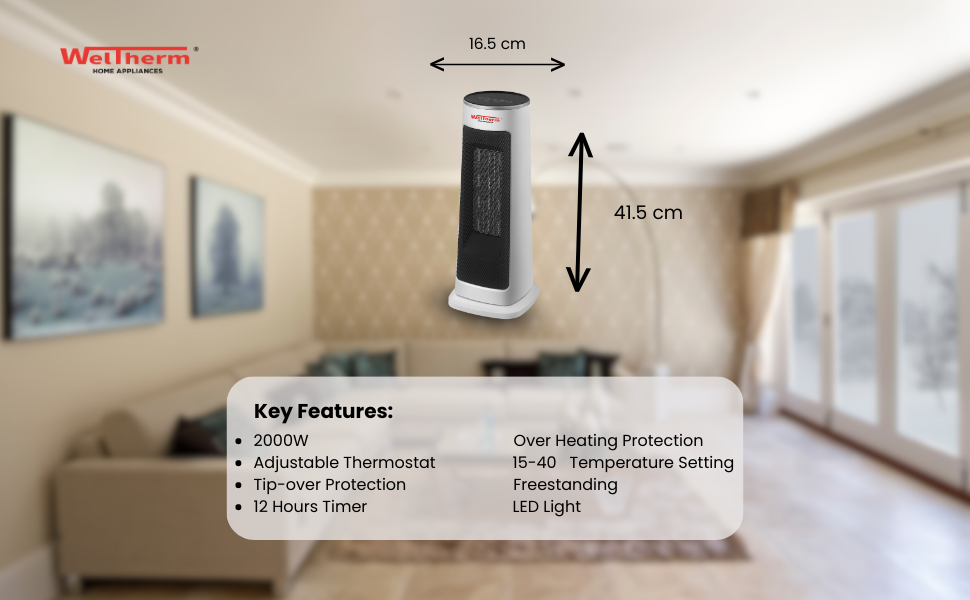 WelTherm®
HOME APPLIANCES
16.5 cm
WelTherm
41.5 cm
Key Features:
• 2000W
• Adjustable Thermostat
• Tip-over Protection
• 12 Hours Timer
Over Heating Protection
15-40 Temperature Setting
Freestanding
LED Light